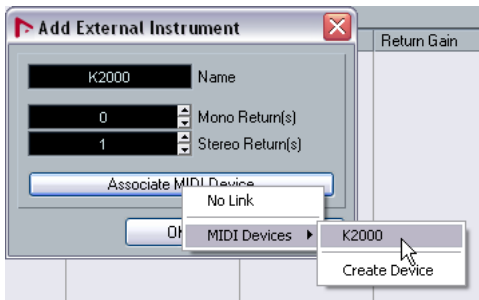 Add External Instrument
Return Gain
K2000 Name
0 Mono Return(s)
1 Stereo Return(s)
Associate MIDI Device
No Link
MIDI Devices K2000
Create Device